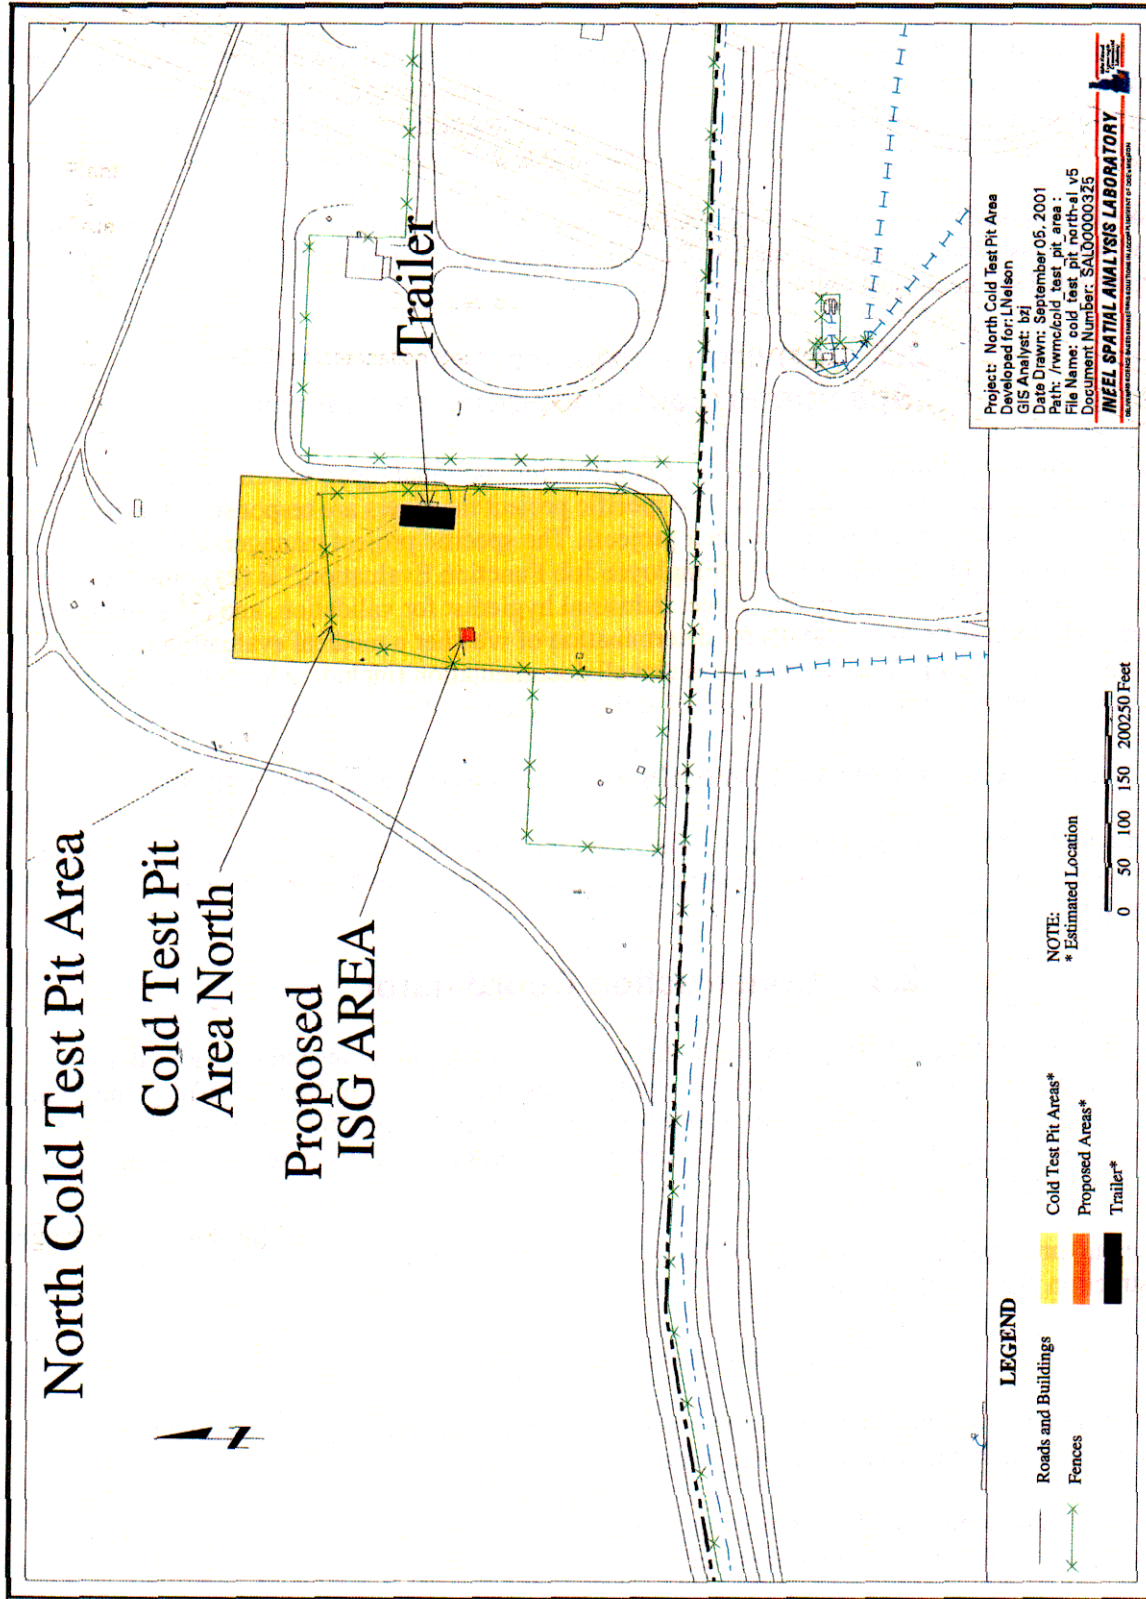 North Cold Test Pit Area
Cold Test Pit
Area North
Proposed
ISG AREA
Trailer
N
LEGEND
Roads and Buildings
Fences
Cold Test Pit Areas*
Proposed Areas*
Trailer*
NOTE:
* Estimated Location
0 50 100 150 200250 Feet
Project: North Cold Test Pit Area
Developed for: L Nelson
GIS Analyst: bzj
Date Drawn: September 05, 2001
Path: /rwmc/cold_test_pit_area :
File Name: cold_test_pit_north-al v5
Document Number: SAL00000325
INEEL SPATIAL ANALYSIS LABORATORY